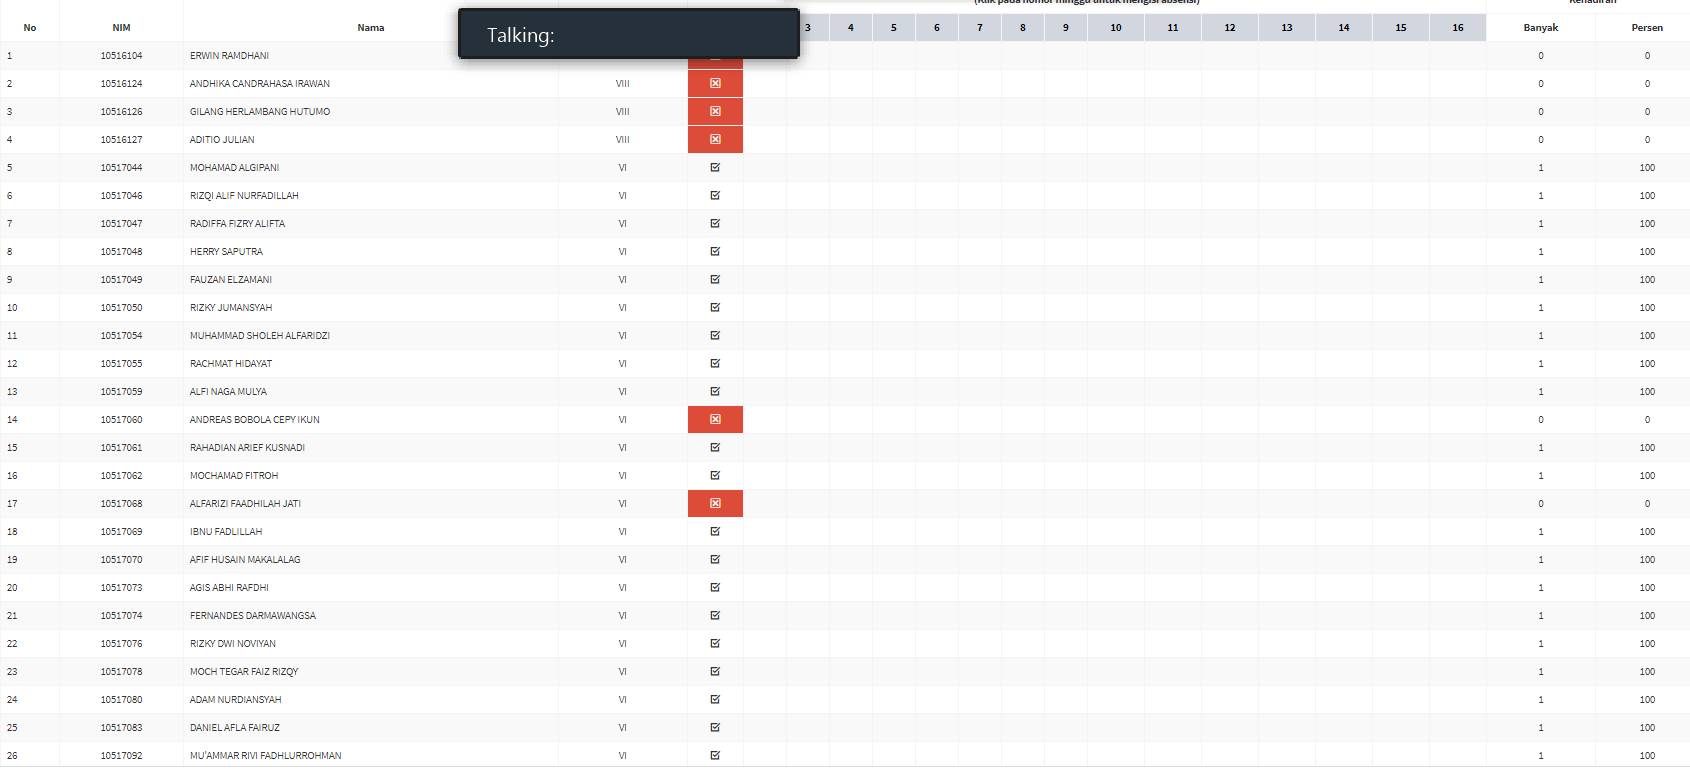 (Klik pada nomor minggu untuk mengisi absensi) Kehadiran
No NIM Nama 3 4 5 6 7 8 9 10 11 12 13 14 15 16 Banyak Persen
Talking:
1 10516104 ERWIN RAMDHANI 0 0
2 10516124 ANDHIKA CANDRAHASA IRAWAN VIII 0 0
3 10516126 GILANG HERLAMBANG HUTUMO VIII 0 0
4 10516127 ADITIO JULIAN VIII 0 0
5 10517044 MOHAMAD ALGIPANI VI 1 100
6 10517046 RIZQI ALIF NURFADILLAH VI 1 100
7 10517047 RADIFFA FIZRY ALIFTA VI 1 100
8 10517048 HERRY SAPUTRA VI 1 100
9 10517049 FAUZAN ELZAMANI VI 1 100
10 10517050 RIZKY JUMANSYAH VI 1 100
11 10517054 MUHAMMAD SHOLEH ALFARIDZI VI 1 100
12 10517055 RACHMAT HIDAYAT VI 1 100
13 10517059 ALFI NAGA MULYA VI 1 100
14 10517060 ANDREAS BOBOLA CEPY IKUN VI 0 0
15 10517061 RAHADIAN ARIEF KUSNADI VI 1 100
16 10517062 MOCHAMAD FITROH VI 1 100
17 10517068 ALFARIZI FAADHILAH JATI VI 0 0
18 10517069 IBNU FADLILLAH VI 1 100
19 10517070 AFIF HUSAIN MAKALALAG VI 1 100
20 10517073 AGIS ABHI RAFDHI VI 1 100
21 10517074 FERNANDES DARMAWANGSA VI 1 100
22 10517076 RIZKY DWI NOVIYAN VI 1 100
23 10517078 MOCH TEGAR FAIZ RIZQY VI 1 100
24 10517080 ADAM NURDIANSYAH VI 1 100
25 10517083 DANIEL AFLA FAIRUZ VI 1 100
26 10517092 MU'AMMAR RIVI FADHLURROHMAN VI 1 100